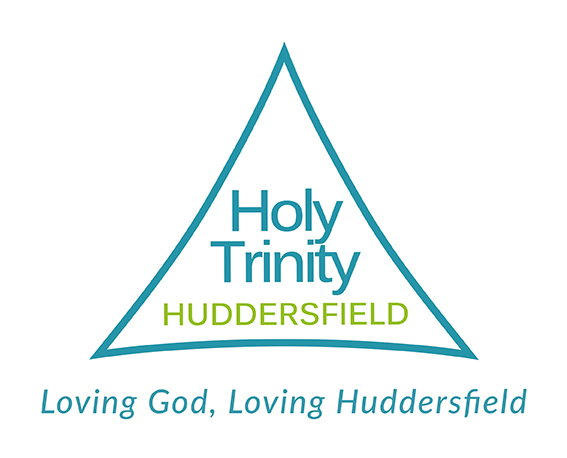 Holy
Trinity
HUDDERSFIELD
Loving God, Loving Huddersfield